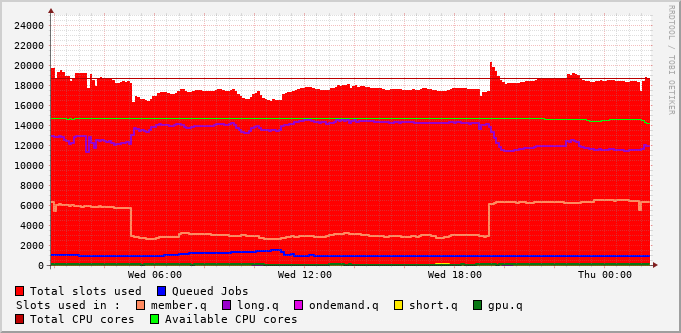 RRDTOOL / TOBI OETIKER
24000
22000
20000
18000
16000
14000
12000
10000
8000
6000
4000
2000
0
Wed 06:00 Wed 12:00 Wed 18:00 Thu 00:00
Total slots used Queued Jobs
Slots used in : member.q long.q ondemand.q short.q gpu.q
Total CPU cores Available CPU cores